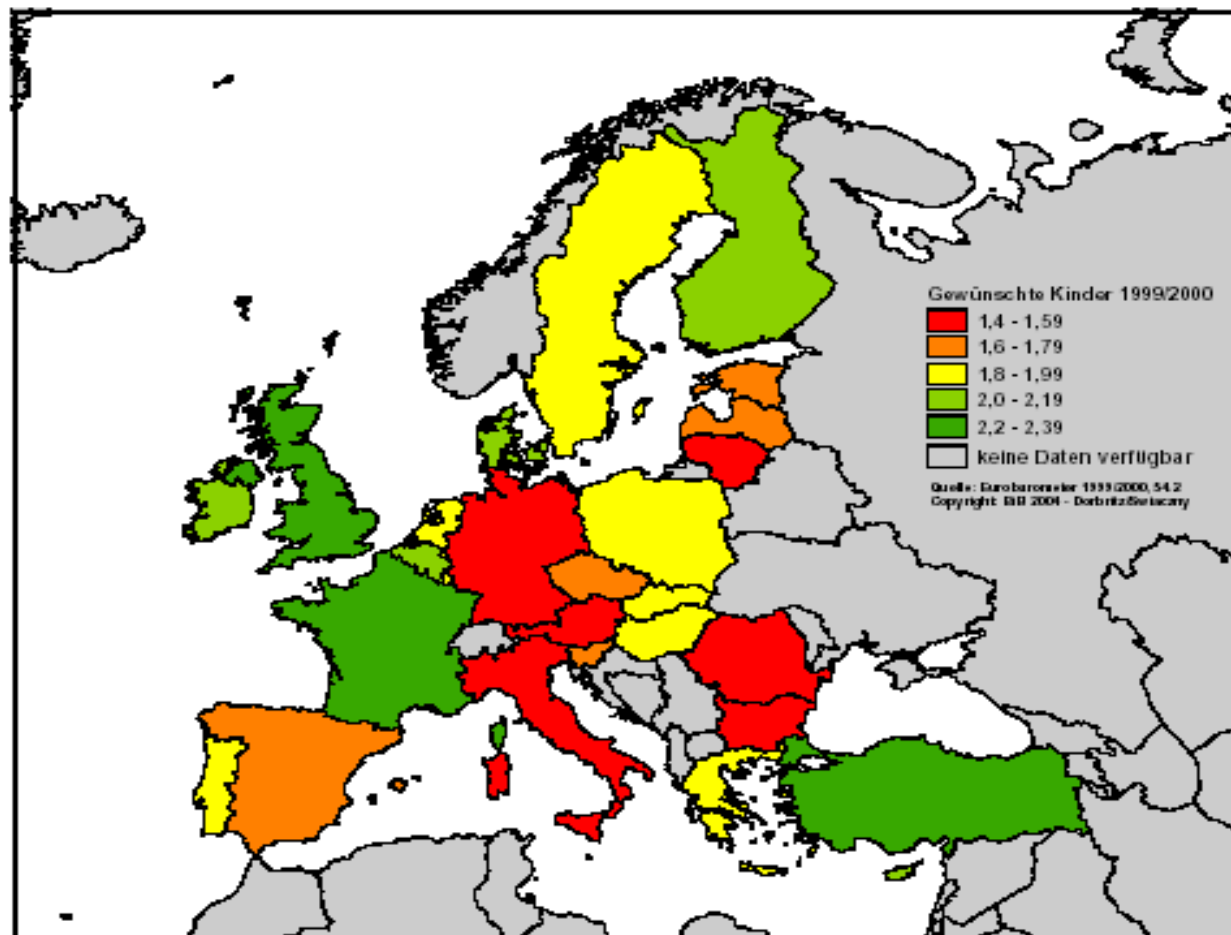 Gewünschte Kinder 1999/2000
1,4 - 1,59
1,6 - 1,79
1,8 - 1,99
2,0 - 2,19
2,2 - 2,39
keine Daten verfügbar
Quelle: Eurobarometer 1999/2000, 54.2
Copyright: BiB 2004 - Dorbritz/Swiaczny